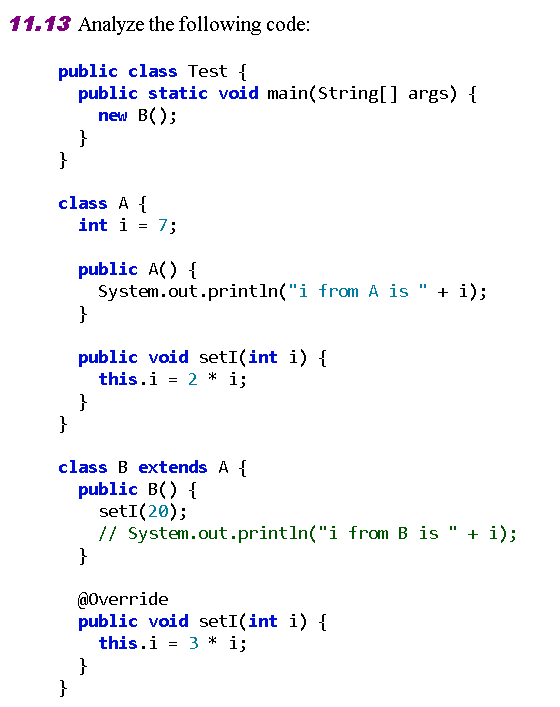 11.13 Analyze the following code:
public class Test {
  public static void main(String[] args) {
    new B();
  }
}
class A {
  int i = 7;
  public A() {
    System.out.println("i from A is " + i);
  }
  public void setI(int i) {
    this.i = 2 * i;
  }
}
class B extends A {
  public B() {
    setI(20);
    // System.out.println("i from B is " + i);
  }
  @Override
  public void setI(int i) {
    this.i = 3 * i;
  }
}